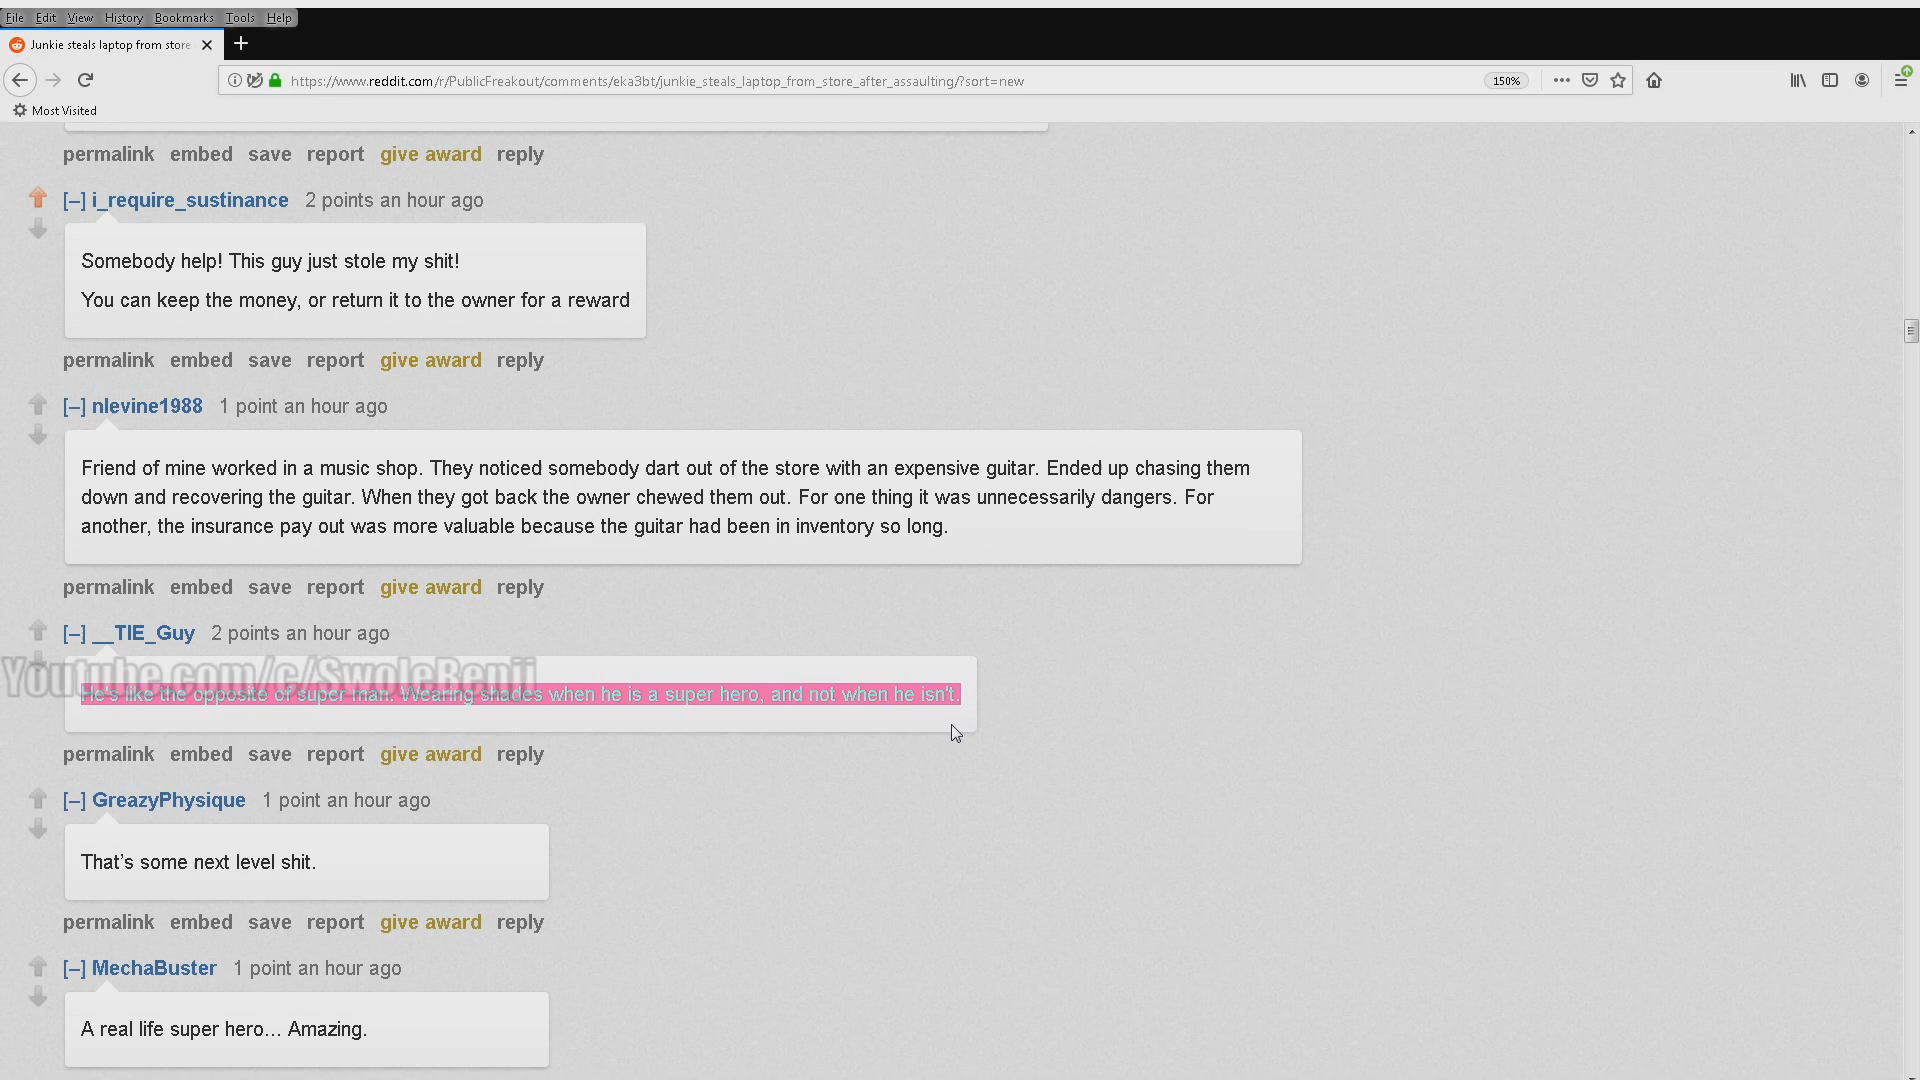 File Edit View History Bookmarks Tools Help
Junkie steals laptop from store
https://www.reddit.com/r/PublicFreakout/comments/eka3bt/junkie_steals_laptop_from_store_after_assaulting/?sort=new 150%
Most Visited
permalink embed save report give award reply
[–] i_require_sustinance 2 points an hour ago
Somebody help! This guy just stole my shit!
You can keep the money, or return it to the owner for a reward
permalink embed save report give award reply
[–] nlevine1988 1 point an hour ago
Friend of mine worked in a music shop. They noticed somebody dart out of the store with an expensive guitar. Ended up chasing them
down and recovering the guitar. When they got back the owner chewed them out. For one thing it was unnecessarily dangers. For
another, the insurance pay out was more valuable because the guitar had been in inventory so long.
permalink embed save report give award reply
[–] __TIE_Guy 2 points an hour ago
Youtube.com/c/SwoleBenji
He's like the opposite of super man. Wearing shades when he is a super hero, and not when he isn't.
permalink embed save report give award reply
[–] GreazyPhysique 1 point an hour ago
That’s some next level shit.
permalink embed save report give award reply
[–] MechaBuster 1 point an hour ago
A real life super hero... Amazing.